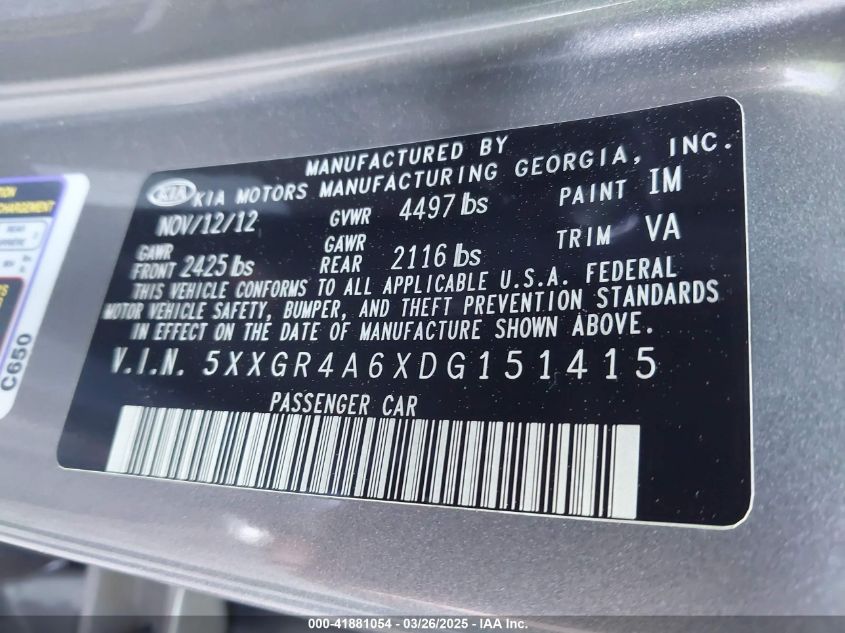 MANUFACTURED BY
KIA KIA MOTORS MANUFACTURING GEORGIA, INC.
NOV/12/12 GVWR 4497 lbs PAINT IM
GAWR FRONT 2425 lbs GAWR REAR 2116 lbs TRIM VA
THIS VEHICLE CONFORMS TO ALL APPLICABLE U.S.A. FEDERAL
MOTOR VEHICLE SAFETY, BUMPER, AND THEFT PREVENTION STANDARDS
IN EFFECT ON THE DATE OF MANUFACTURE SHOWN ABOVE.
V.I.N. 5XXGR4A6XDG151415
PASSENGER CAR
C650
000-41881054 - 03/26/2025 - IAA Inc.